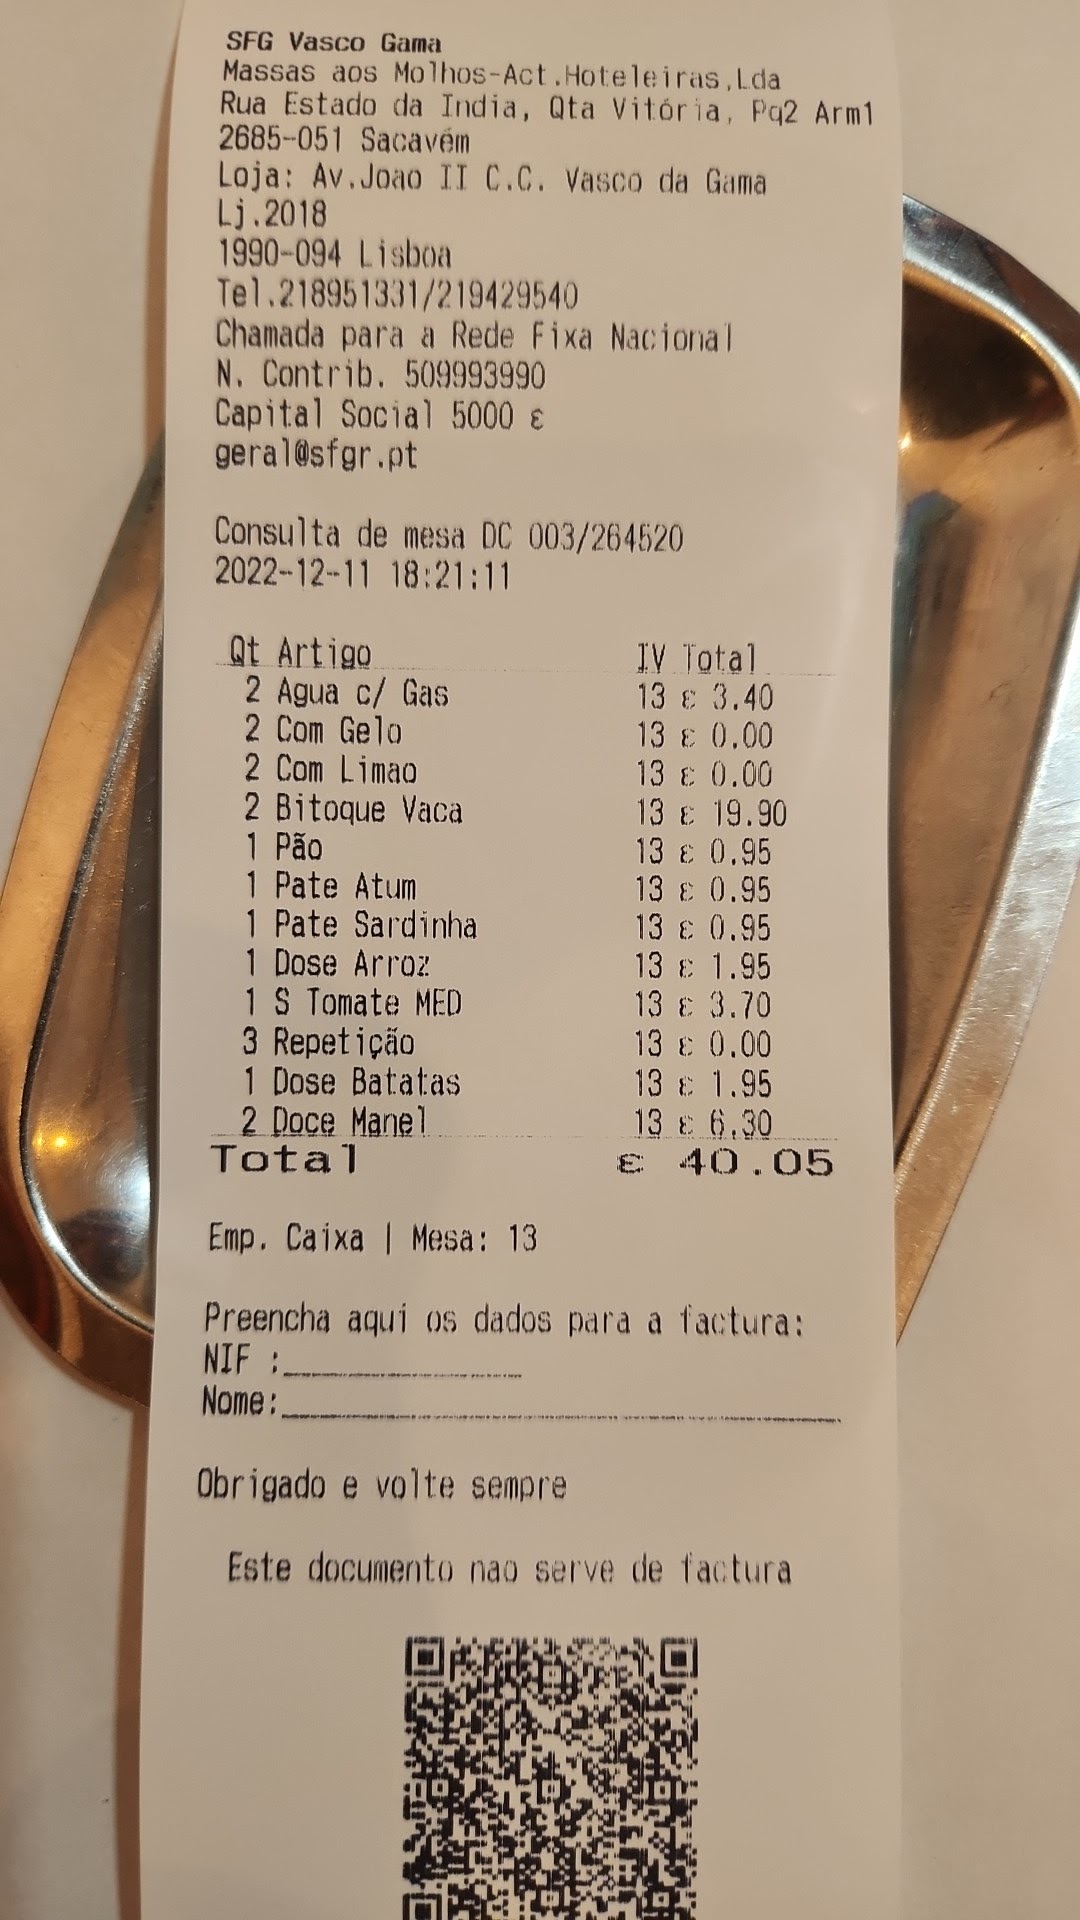 SFG Vasco Gama
Massas aos Molhos-Act.Hoteleiras,Lda
Rua Estado da India, Qta Vitória, Pq2 Arm1
2685-051 Sacavém
Loja: Av.Joao II C.C. Vasco da Gama
Lj.2018
1990-094 Lisboa
Tel.218951331/219429540
Chamada para a Rede Fixa Nacional
N. Contrib. 509993990
Capital Social 5000 €
geral@sfgr.pt
Consulta de mesa DC 003/264520
2022-12-11 18:21:11
Qt Artigo IV Total
2 Agua c/ Gas 13 € 3.40
2 Com Gelo 13 € 0.00
2 Com Limao 13 € 0.00
2 Bitoque Vaca 13 € 19.90
1 Pão 13 € 0.95
1 Pate Atum 13 € 0.95
1 Pate Sardinha 13 € 0.95
1 Dose Arroz 13 € 1.95
1 S Tomate MED 13 € 3.70
3 Repetição 13 € 0.00
1 Dose Batatas 13 € 1.95
2 Doce Manel 13 € 6.30
Total € 40.05
Emp. Caixa | Mesa: 13
Preencha aqui os dados para a factura:
NIF :
Nome:
Obrigado e volte sempre
Este documento nao serve de factura